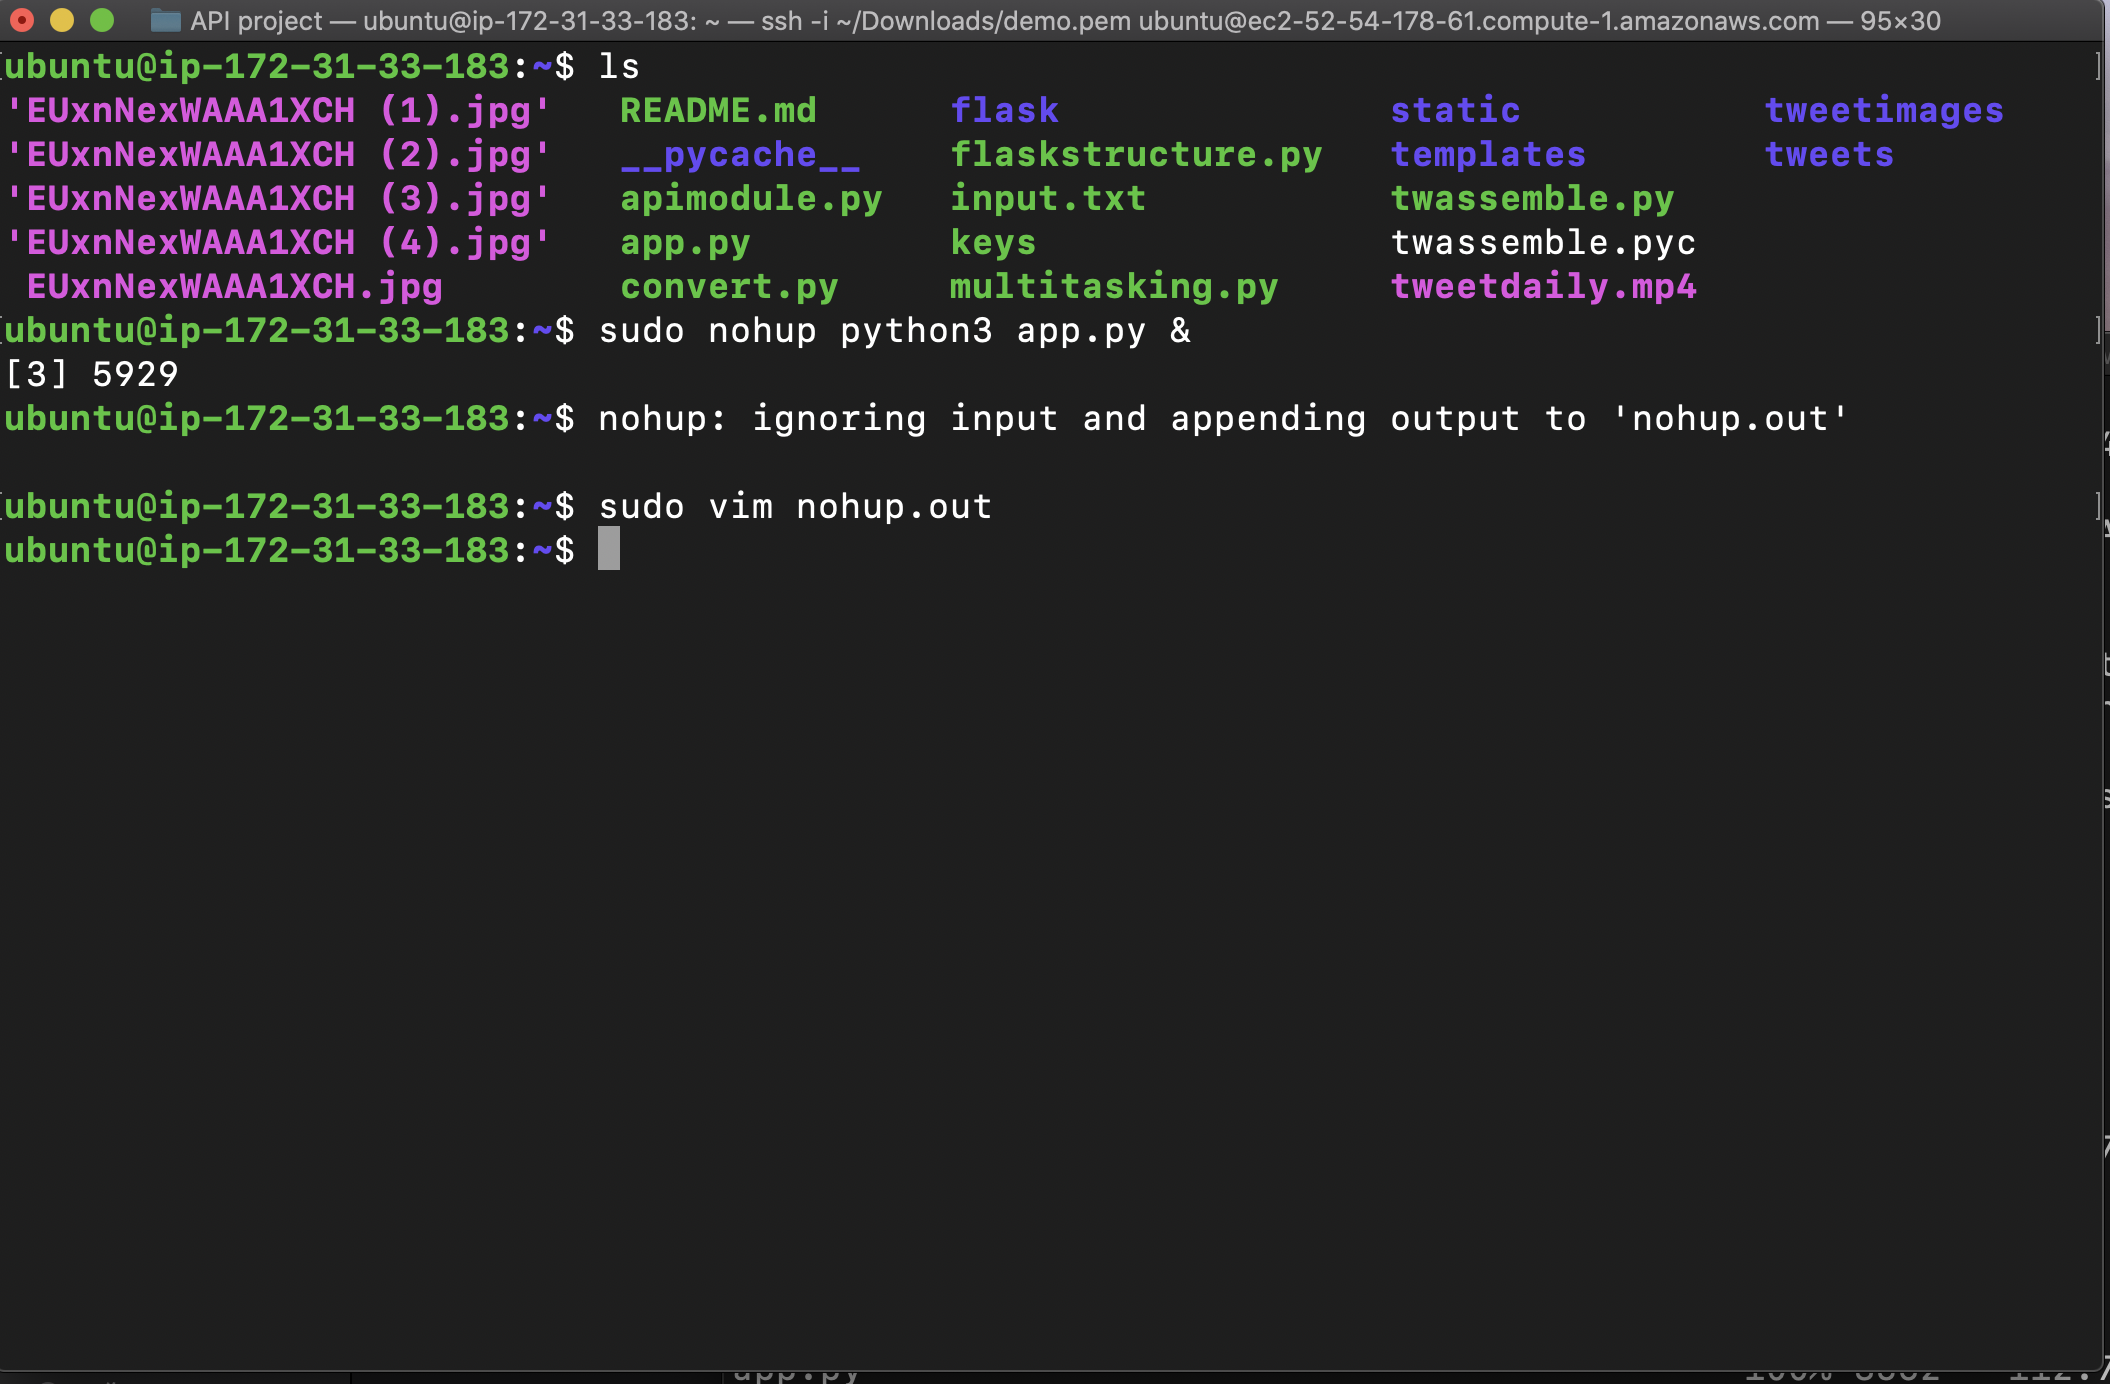 API project — ubuntu@ip-172-31-33-183: ~ — ssh -i ~/Downloads/demo.pem ubuntu@ec2-52-54-178-61.compute-1.amazonaws.com — 95×30
ubuntu@ip-172-31-33-183:~$ ls
'EUxnNexWAAA1XCH (1).jpg' README.md flask static tweetimages
'EUxnNexWAAA1XCH (2).jpg' __pycache__ flaskstructure.py templates tweets
'EUxnNexWAAA1XCH (3).jpg' apimodule.py input.txt twassemble.py
'EUxnNexWAAA1XCH (4).jpg' app.py keys twassemble.pyc
EUxnNexWAAA1XCH.jpg convert.py multitasking.py tweetdaily.mp4
ubuntu@ip-172-31-33-183:~$ sudo nohup python3 app.py &
[3] 5929
ubuntu@ip-172-31-33-183:~$ nohup: ignoring input and appending output to 'nohup.out'
ubuntu@ip-172-31-33-183:~$ sudo vim nohup.out
ubuntu@ip-172-31-33-183:~$
app.py